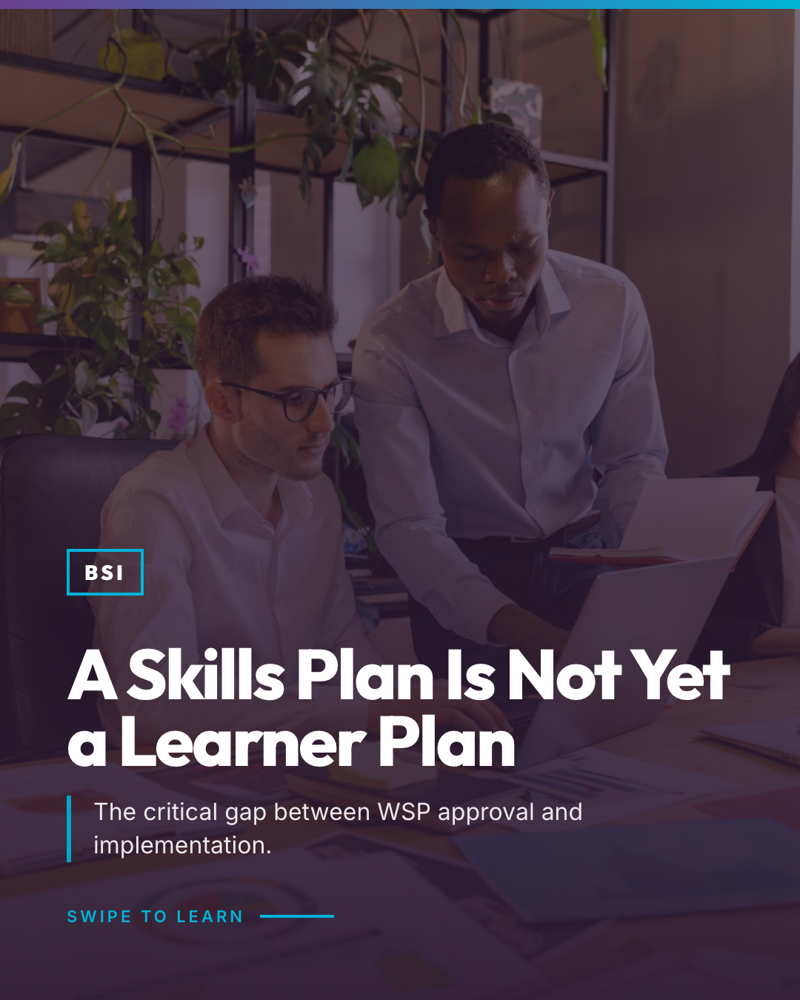 BSI
A Skills Plan Is Not Yet
a Learner Plan
The critical gap between WSP approval and
implementation.
SWIPE TO LEARN